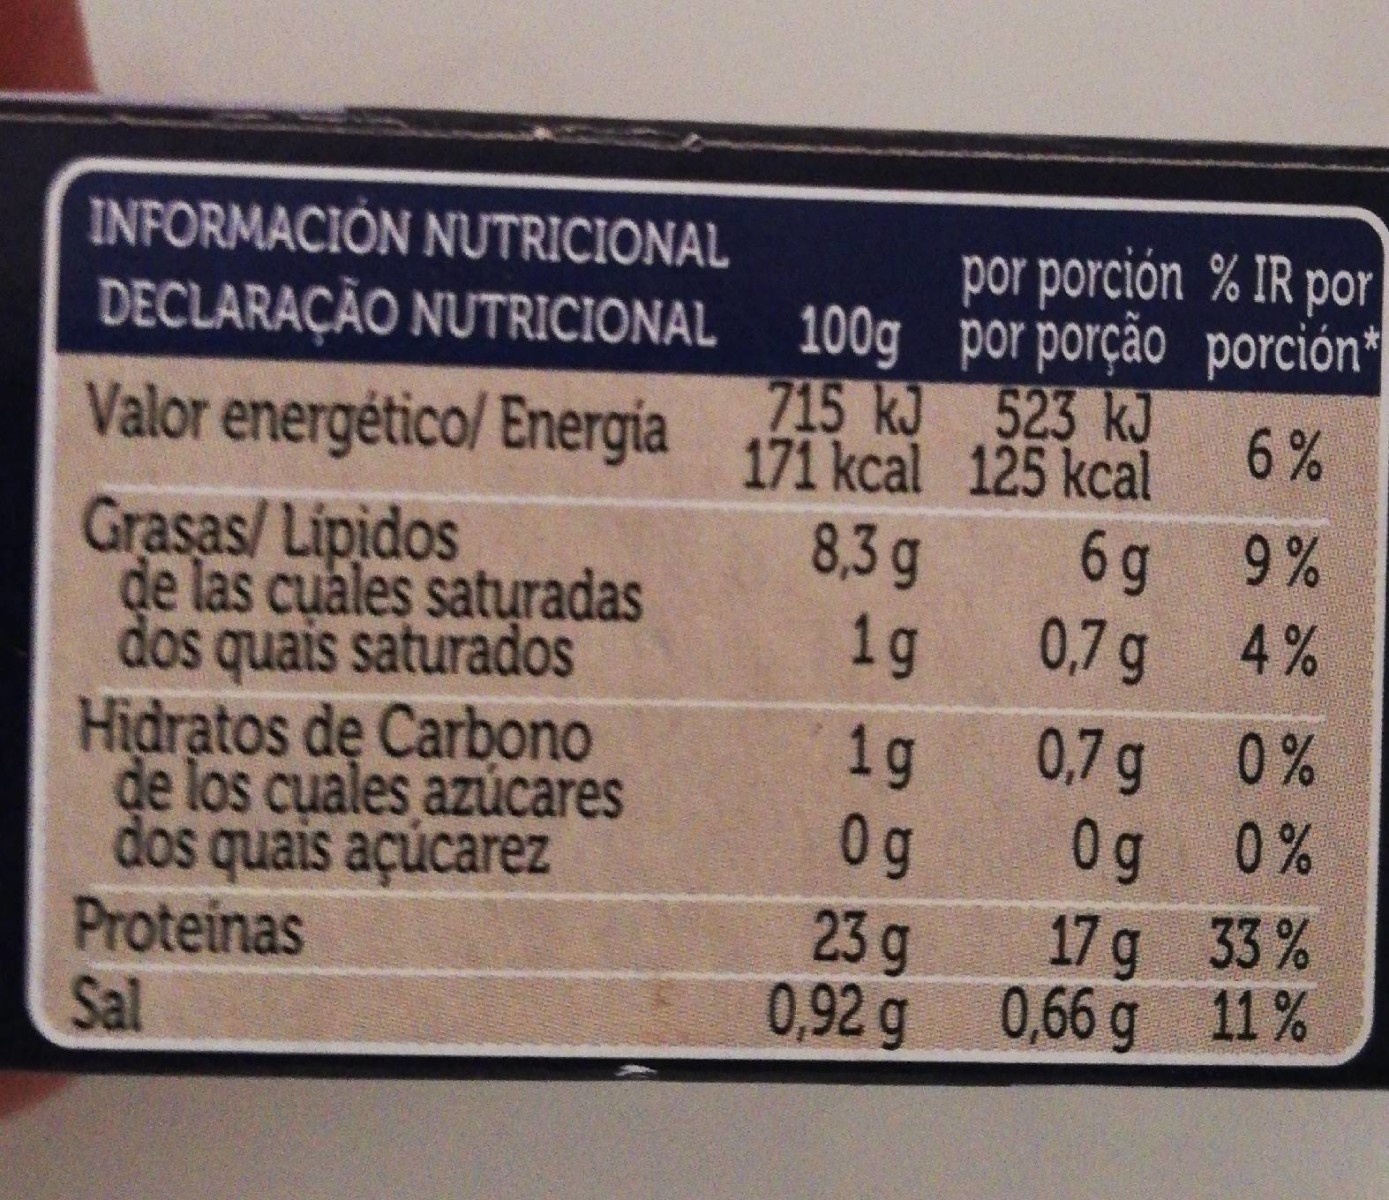 INFORMACIÓN NUTRICIONAL
DECLARAÇÃO NUTRICIONAL 100g por porción por porção % IR por porción*
Valor energético/ Energía 715 kJ 171 kcal 523 kJ 125 kcal 6 %
Grasas/ Lípidos 8,3 g 6 g 9 %
de las cuales saturadas
dos quais saturados 1 g 0,7 g 4 %
Hidratos de Carbono 1 g 0,7 g 0 %
de los cuales azúcares
dos quais açúcarez 0 g 0 g 0 %
Proteínas 23 g 17 g 33 %
Sal 0,92 g 0,66 g 11 %